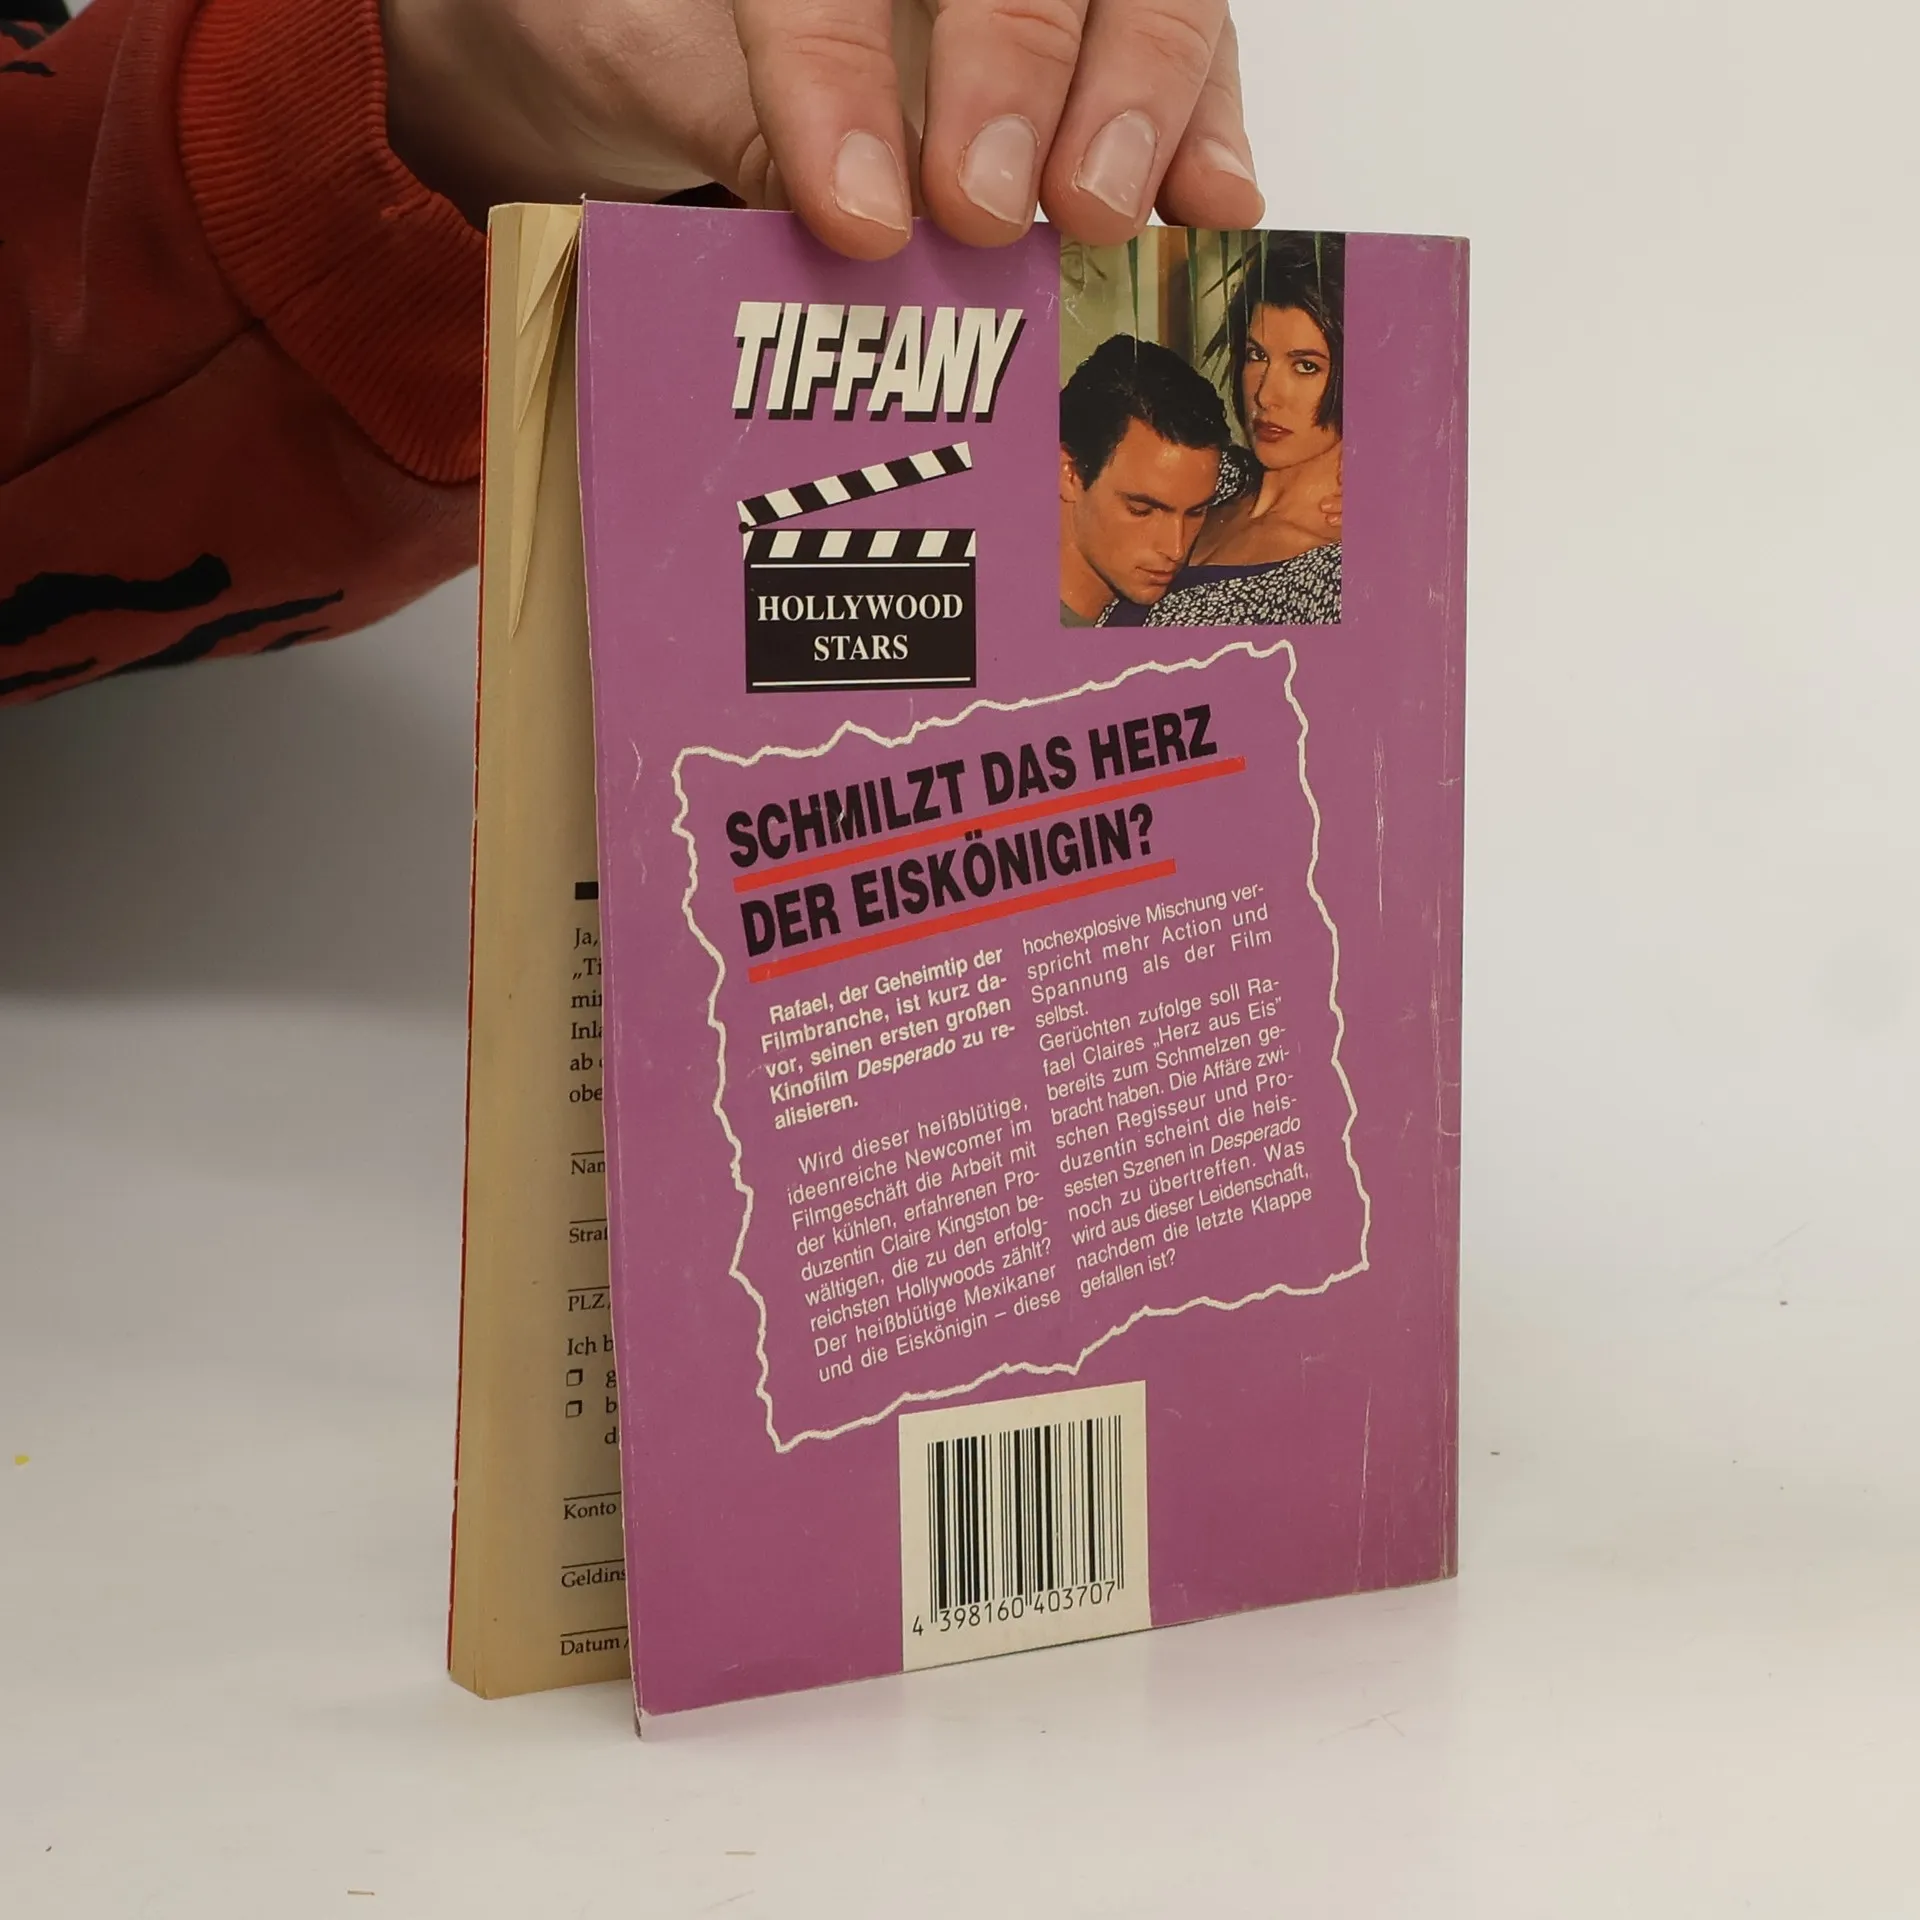 TIFFANY
HOLLYWOOD
STARS
SCHMILZT DAS HERZ
DER EISKÖNIGIN?
Rafael, der Geheimtip der
Filmbranche, ist kurz da-
vor, seinen ersten großen
Kinofilm Desperado zu re-
alisieren.
Wird dieser heißblütige,
ideenreiche Newcomer im
Filmgeschäft die Arbeit mit
der kühlen, erfahrenen Pro-
duzentin Claire Kingston be-
wältigen, die zu den erfolg-
reichsten Hollywoods zählt?
Der heißblütige Mexikaner
und die Eiskönigin – diese
hochexplosive Mischung ver-
spricht mehr Action und
Spannung als der Film
selbst.
Gerüchten zufolge soll Ra-
fael Claires „Herz aus Eis"
bereits zum Schmelzen ge-
bracht haben. Die Affäre zwi-
schen Regisseur und Pro-
duzentin scheint die heis-
sesten Szenen in Desperado
noch zu übertreffen. Was
wird aus dieser Leidenschaft,
nachdem die letzte Klappe
gefallen ist?
4 398160 403707
Ja,
„Ti
mi
Inla
ab
obe
Nan
Straf
PLZ
Ich b
g
b
d
Konto
Geldins
Datum